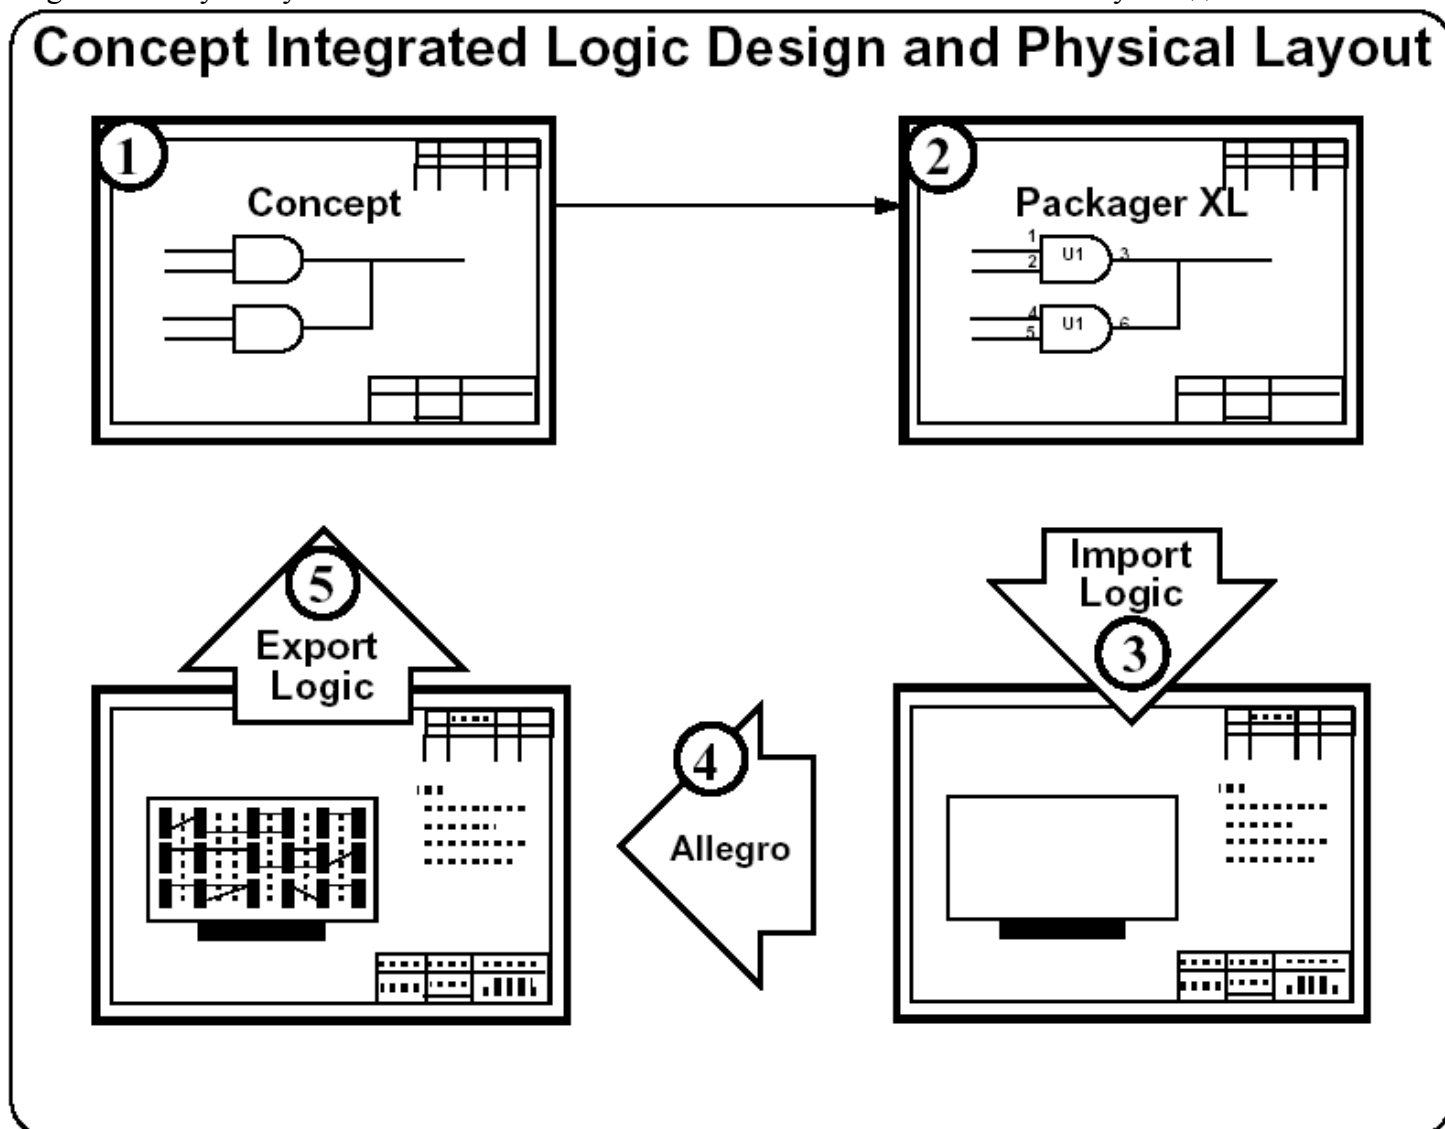 Concept Integrated Logic Design and Physical Layout
1
Concept
2
Packager XL
1
2
U1
3
4
5
U1
6
5
Export
Logic
Import
Logic
3
4
Allegro